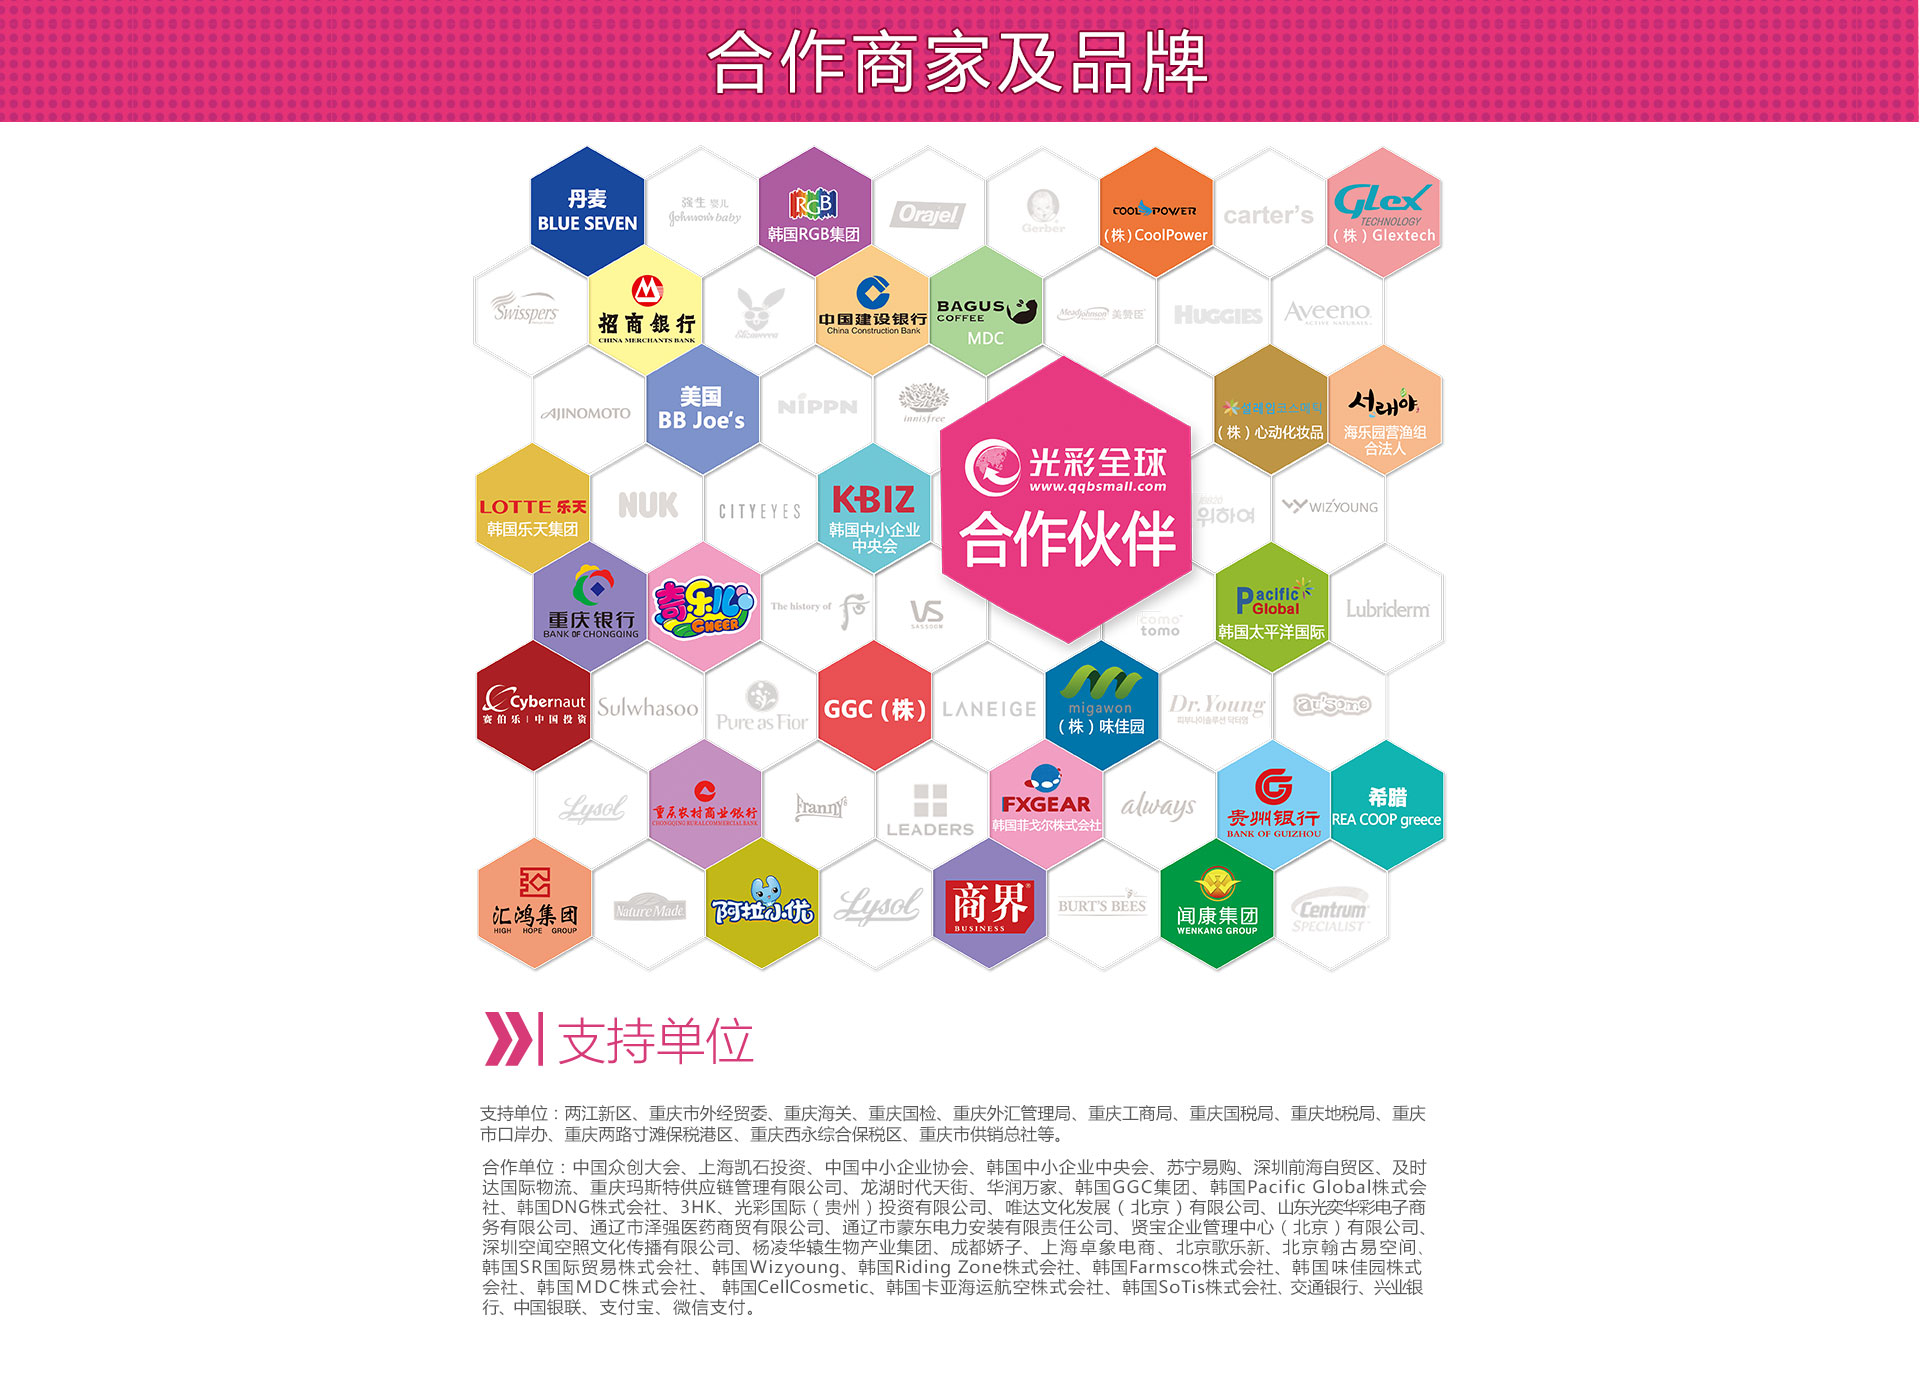 合作商家及品牌
丹麦
BLUE SEVEN
強生 婴儿
Johnson's baby
RGB
韩国RGB集团
Orajel
Gerber
COOL POWER
（株）CoolPower
carter's
Glex
TECHNOLOGY
（株）Glextech
Swisspers
招商银行
CHINA MERCHANTS BANK
中国建设银行
China Construction Bank
BAGUS
COFFEE
MDC
MeadJohnson 美赞臣
HUGGIES
Aveeno
ACTIVE NATURALS
AJINOMOTO
美国
BB Joe's
NIPPN
innisfree
설레임코스메틱
（株）心动化妆品
서래야
海乐园营渔组
合法人
光彩全球
www.qqbsmall.com
合作伙伴
LOTTE 乐天
韩国乐天集团
NUK
CITYEYES
K-BIZ
韩国中小企业
中央会
위하여
WIZYOUNG
重庆银行
BANK OF CHONGQING
奇乐儿
CHEER
The history of 后
VS
SASSOON
como
tomo
Pacific
Global
韩国太平洋国际
Lubriderm
Cybernaut
赛伯乐|中国投资
Sulwhasoo
Pure as Fior
GGC（株）
LANEIGE
migawon
（株）味佳园
Dr.Young
피부나이솔루션 닥터영
au'some
Lysol
重庆农村商业银行
CHONGQING RURAL COMMERCIAL BANK
Franny's
LEADERS
FXGEAR
韩国菲戈尔株式会社
always
贵州银行
BANK OF GUIZHOU
希腊
REA COOP greece
汇鸿集团
HIGH HOPE GROUP
Nature Made
阿拉小优
Lysol
商界
BUSINESS
BURT'S BEES
闻康集团
WENKANG GROUP
Centrum
SPECIALIST
支持单位
支持单位：两江新区、重庆市外经贸委、重庆海关、重庆国检、重庆外汇管理局、重庆工商局、重庆国税局、重庆地税局、重庆
市口岸办、重庆两路寸滩保税港区、重庆西永综合保税区、重庆市供销总社等。
合作单位：中国众创大会、上海凯石投资、中国中小企业协会、韩国中小企业中央会、苏宁易购、深圳前海自贸区、及时
达国际物流、重庆玛斯特供应链管理有限公司、龙湖时代天街、华润万家、韩国GGC集团、韩国Pacific Global株式会
社、韩国DNG株式会社、3HK、光彩国际（贵州）投资有限公司、唯达文化发展（北京）有限公司、山东光奕华彩电子商
务有限公司、通辽市泽强医药商贸有限公司、通辽市蒙东电力安装有限责任公司、贤宝企业管理中心（北京）有限公司、
深圳空闻空照文化传播有限公司、杨凌华辕生物产业集团、成都娇子、上海卓象电商、北京歌乐新、北京翰古易空间、
韩国SR国际贸易株式会社、韩国Wizyoung、韩国Riding Zone株式会社、韩国Farmsco株式会社、韩国味佳园株式
会社、韩国MDC株式会社、韩国CellCosmetic、韩国卡亚海运航空株式会社、韩国SoTis株式会社、交通银行、兴业银
行、中国银联、支付宝、微信支付。